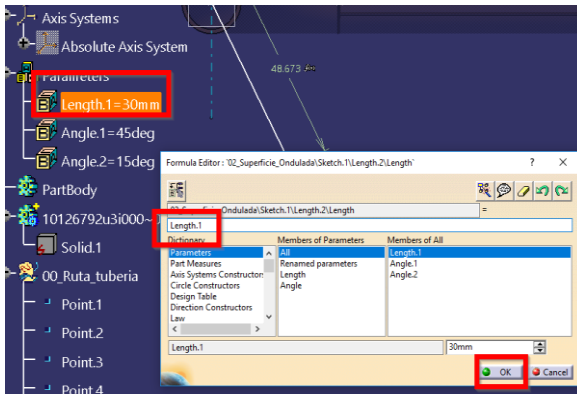 Axis Systems
Absolute Axis System
48.673
Parameters
Length.1=30mm
Angle.1=45deg
Angle.2=15deg
Formula Editor : `02_Superficie_Ondulada\Sketch.1\Length.2\Length`
? X
PartBody
02_Superficie_Ondulada\Sketch.1\Length.2\Length =
10126792u3i000~
Length.1
Dictionary Members of Parameters Members of All
Parameters All Length.1
Part Measures Renamed parameters Angle.1
Axis Systems Constructors Length Angle.2
Circle Constructors Angle
Design Table
Direction Constructors
Law
Solid.1
00_Ruta_tuberia
Point.1
Point.2
Length.1 30mm
Point.3
OK Cancel
Point.4